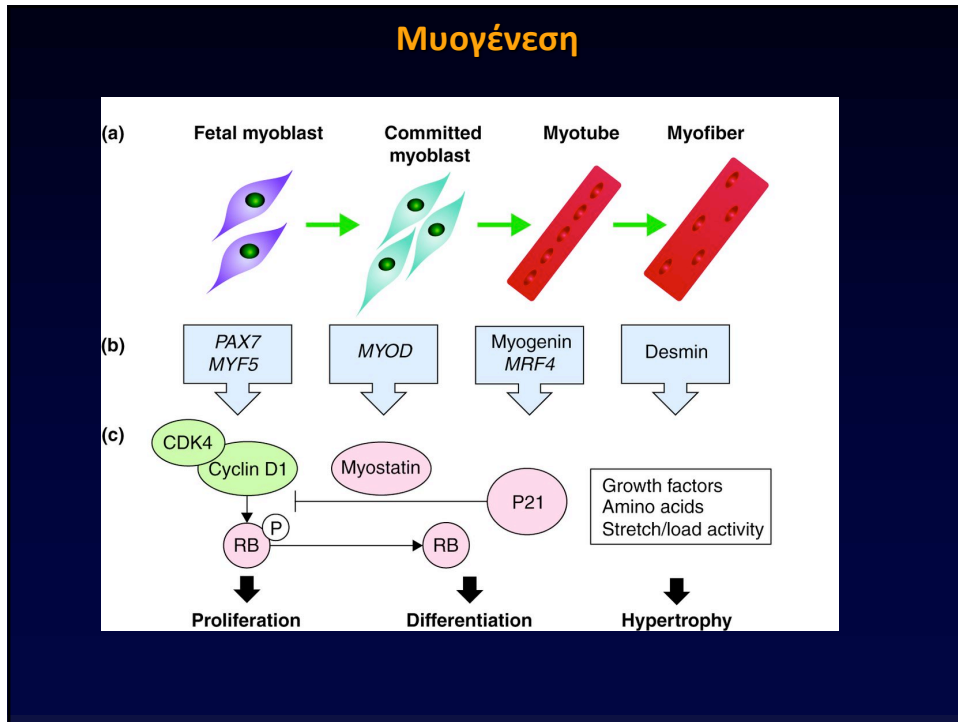 Μυογένεση
(a)
Fetal myoblast
Committed
myoblast
Myotube
Myofiber
(b)
PAX7
MYF5
MYOD
Myogenin
MRF4
Desmin
(c)
CDK4
Cyclin D1
Myostatin
P21
Growth factors
Amino acids
Stretch/load activity
P
RB
RB
Proliferation
Differentiation
Hypertrophy